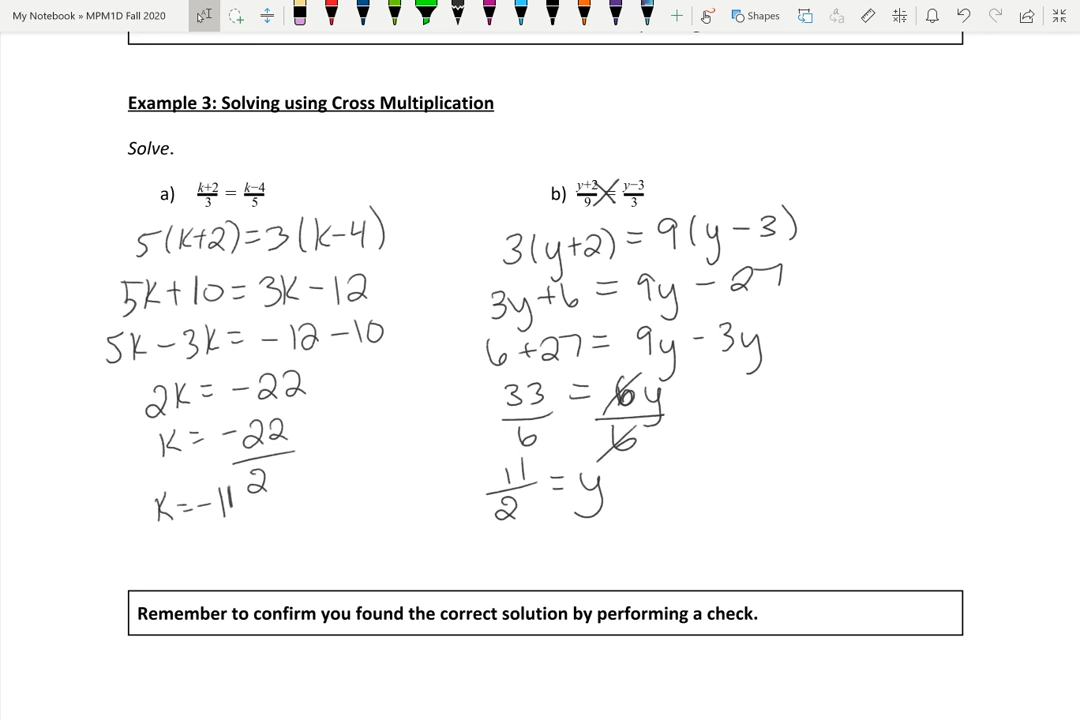 My Notebook » MPM1D Fall 2020
Shapes
Example 3: Solving using Cross Multiplication
Solve.
a) k+2/3 = k−4/5
5(k+2)=3(k-4)
5k+10=3k-12
5k-3k=-12-10
2k=-22
k=-22/2
k=-11
b) y+2/9 = y−3/3
3(y+2)=9(y-3)
3y+6=9y-27
6+27=9y-3y
33/6=6y/6
11/2=y
Remember to confirm you found the correct solution by performing a check.